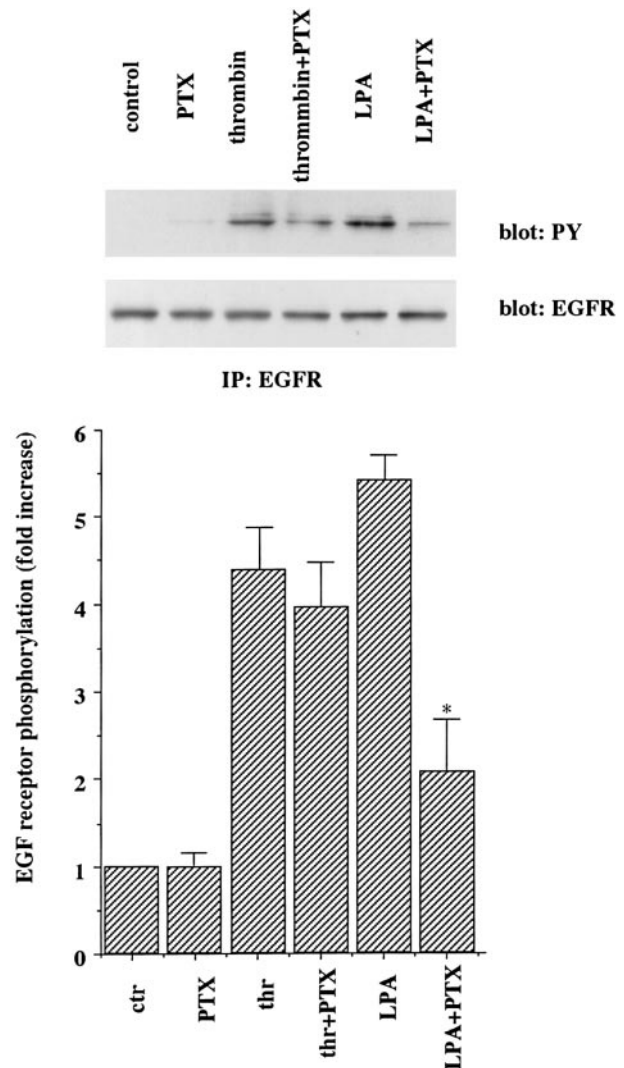 control PTX thrombin thrommbin+PTX LPA LPA+PTX
blot: PY
blot: EGFR
IP: EGFR
EGF receptor phosphorylation (fold increase)
6
5
4
3
2
1
0
*
ctr PTX thr thr+PTX LPA LPA+PTX